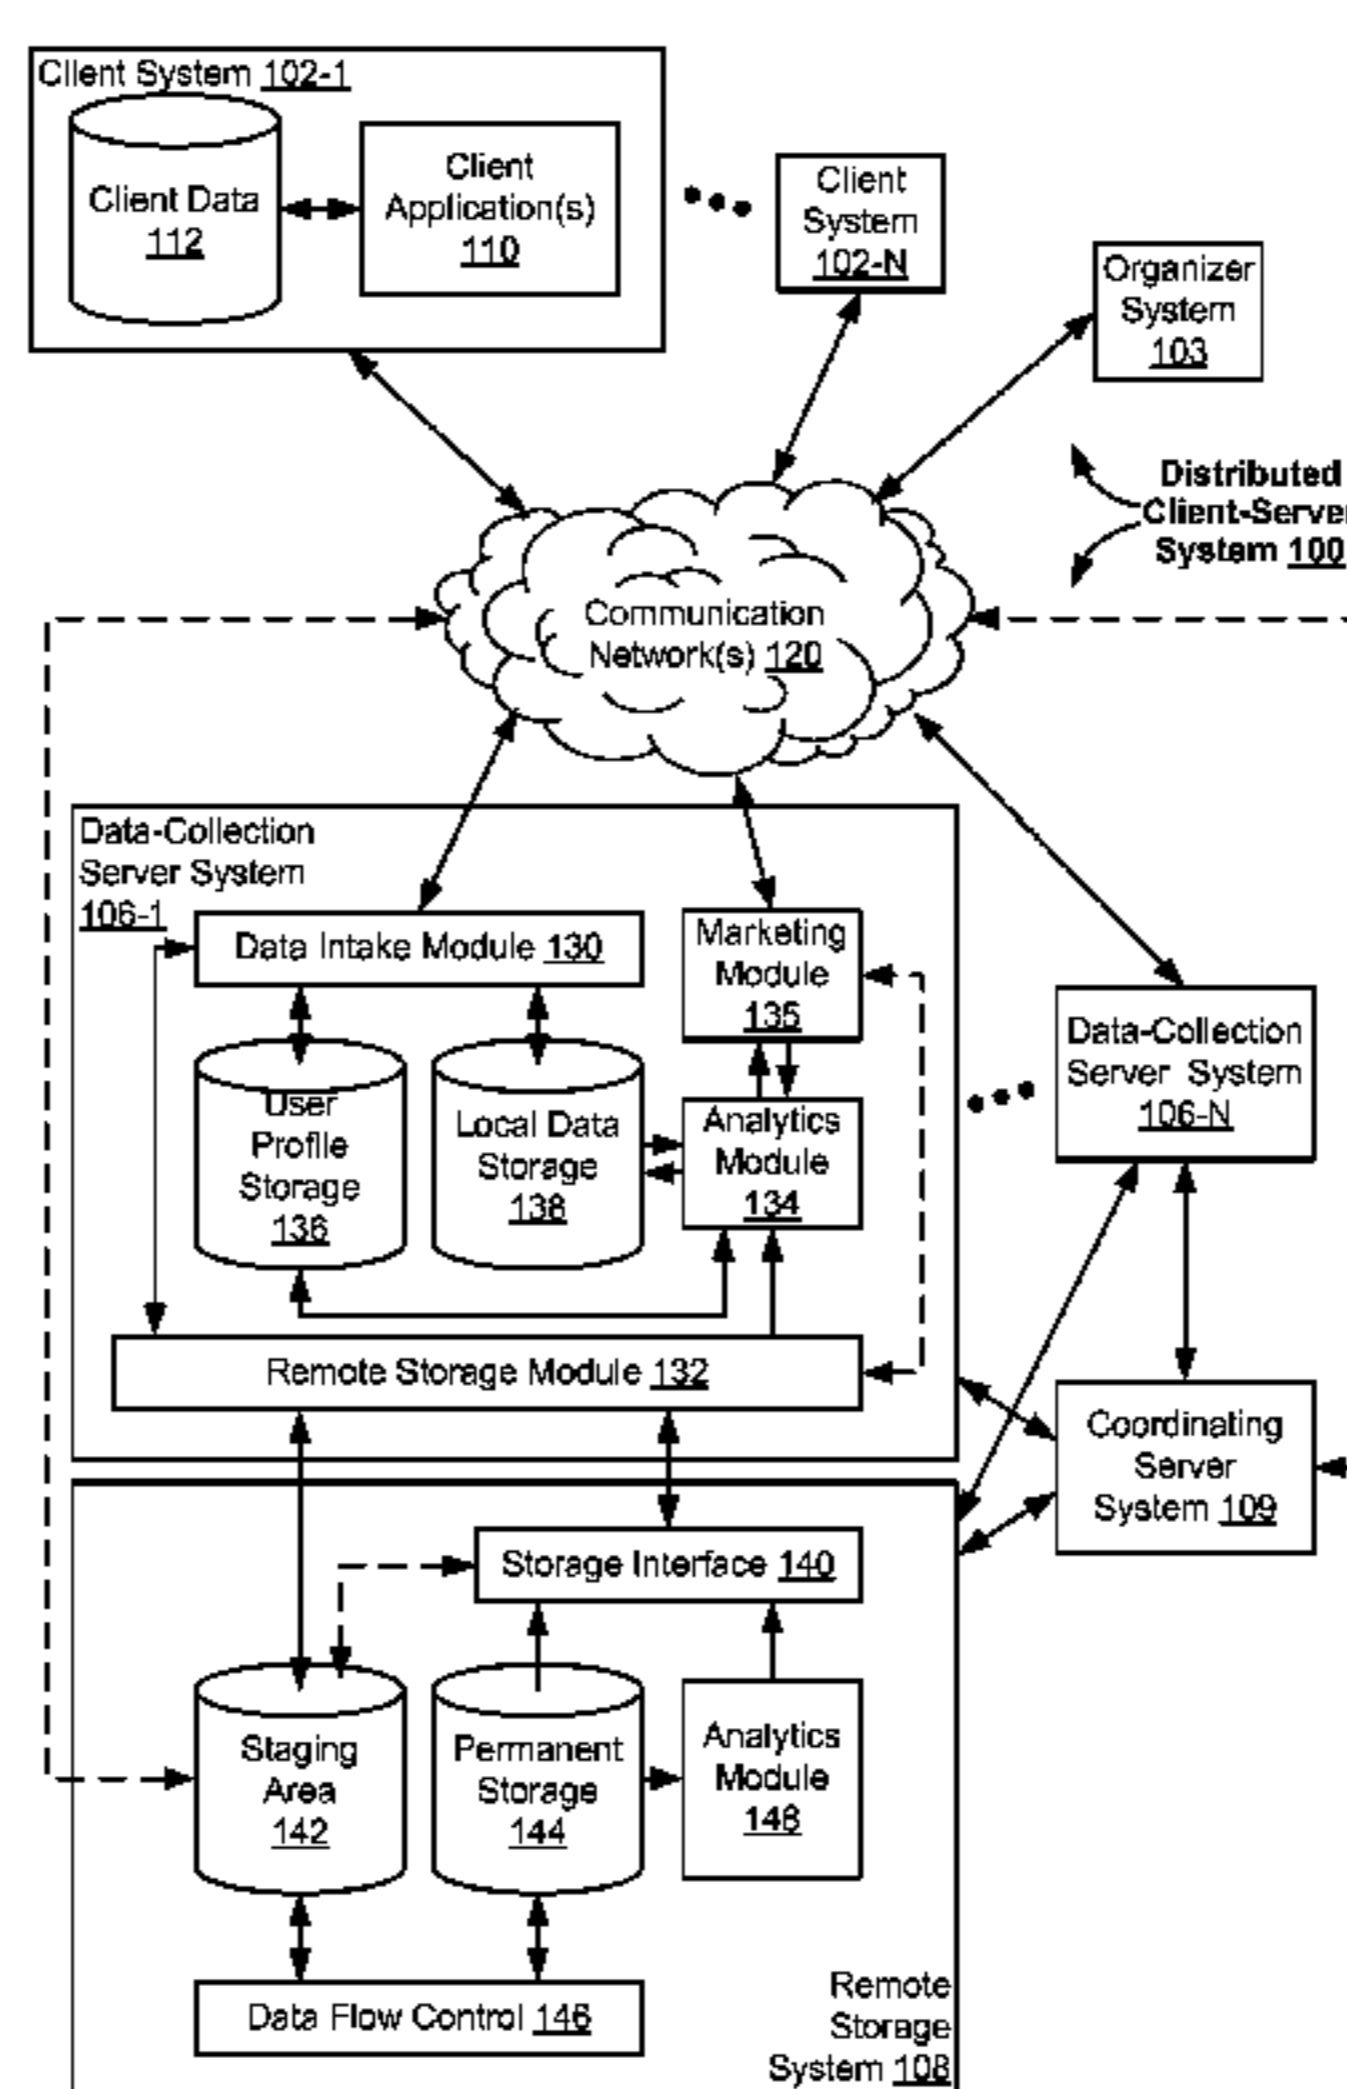 Client System 102-1
Client Data
112
Client
Application(s)
110
Client
System
102-N
Organizer
System
103
Distributed
Client-Server
System 100
Communication
Network(s) 120
Data-Collection
Server System
106-1
Data Intake Module 130
Marketing
Module
135
User
Profile
Storage
136
Local Data
Storage
138
Analytics
Module
134
Data-Collection
Server System
106-N
Remote Storage Module 132
Coordinating
Server
System 109
Storage Interface 140
Staging
Area
142
Permanent
Storage
144
Analytics
Module
148
Data Flow Control 146
Remote
Storage
System 108